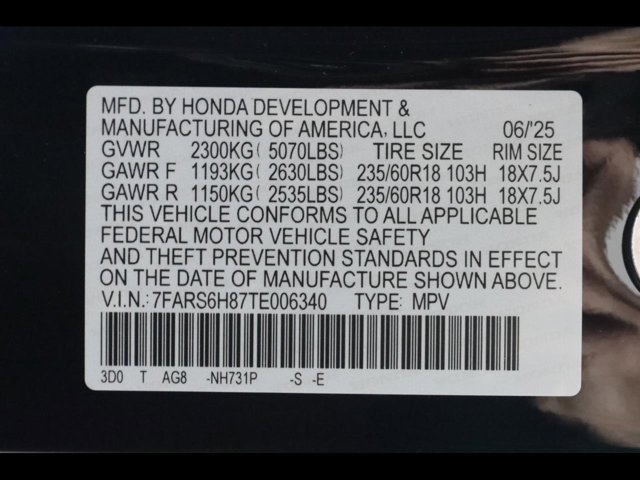 MFD. BY HONDA DEVELOPMENT &
MANUFACTURING OF AMERICA, LLC 06/'25
GVWR 2300KG( 5070LBS) TIRE SIZE RIM SIZE
GAWR F 1193KG( 2630LBS) 235/60R18 103H 18X7.5J
GAWR R 1150KG( 2535LBS) 235/60R18 103H 18X7.5J
THIS VEHICLE CONFORMS TO ALL APPLICABLE
FEDERAL MOTOR VEHICLE SAFETY
AND THEFT PREVENTION STANDARDS IN EFFECT
ON THE DATE OF MANUFACTURE SHOWN ABOVE.
V.I.N.: 7FARS6H87TE006340 TYPE: MPV
3D0 T AG8 -NH731P -S -E